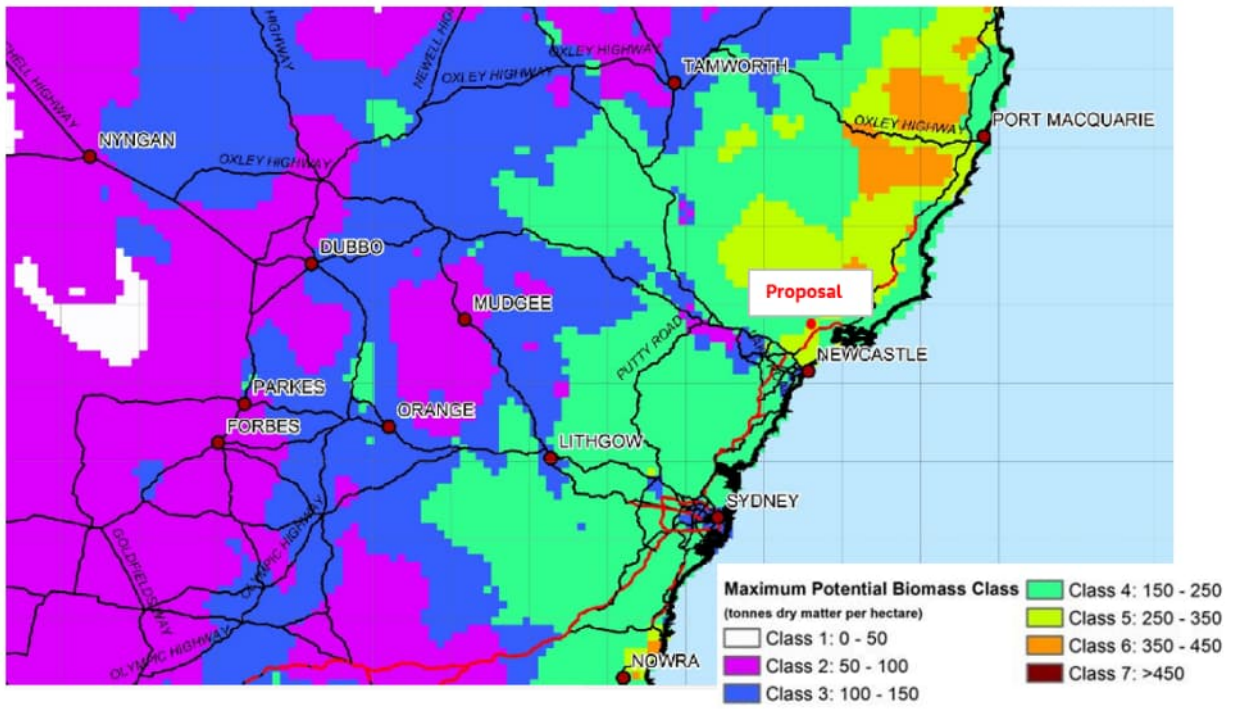 HIGHWAY
NEWELL HIGHWAY
OXLEY HIGHWAY
OXLEY HIGHWAY
TAMWORTH
OXLEY HIGHWAY
PORT MACQUARIE
NYNGAN
OXLEY HIGHWAY
DUBBO
Proposal
MUDGEE
PUTTY ROAD
NEWCASTLE
PARKES
ORANGE
FORBES
LITHGOW
SYDNEY
GOLDFIELDS WAY
OLYMPIC HIGHWAY
OLYMPIC HIGHWAY
NOWRA
Maximum Potential Biomass Class
(tonnes dry matter per hectare)
Class 1: 0 - 50
Class 2: 50 - 100
Class 3: 100 - 150
Class 4: 150 - 250
Class 5: 250 - 350
Class 6: 350 - 450
Class 7: >450